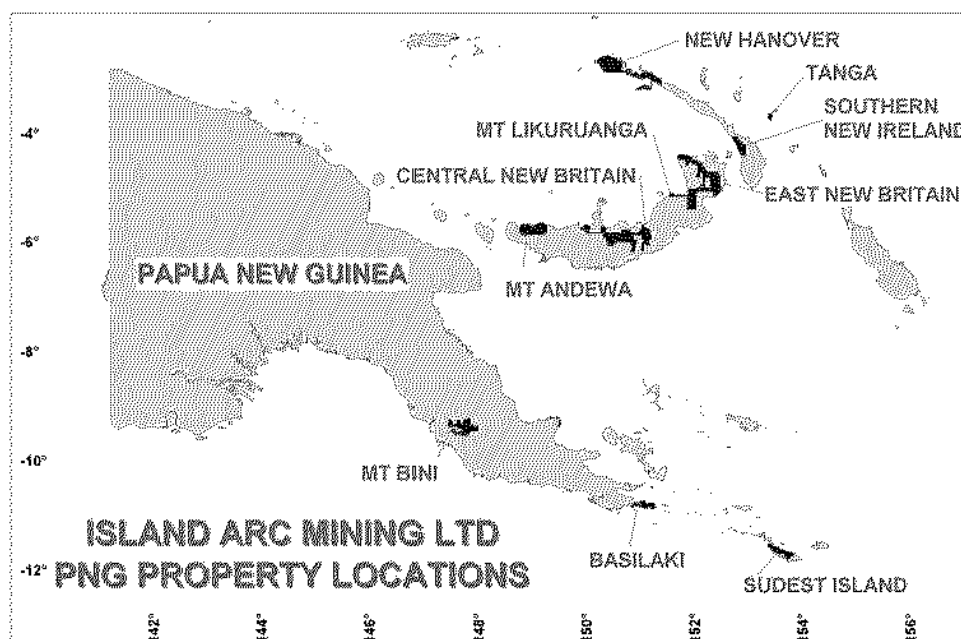 NEW HANOVER
TANGA
SOUTHERN
NEW IRELAND
-4°
MT LIKURUANGA
CENTRAL NEW BRITAIN
EAST NEW BRITAIN
-6°
PAPUA NEW GUINEA
MT ANDEWA
-8°
-10°
MT BINI
ISLAND ARC MINING LTD
PNG PROPERTY LOCATIONS
BASILAKI
-12°
SUDEST ISLAND
142°
144°
146°
148°
150°
152°
154°
156°